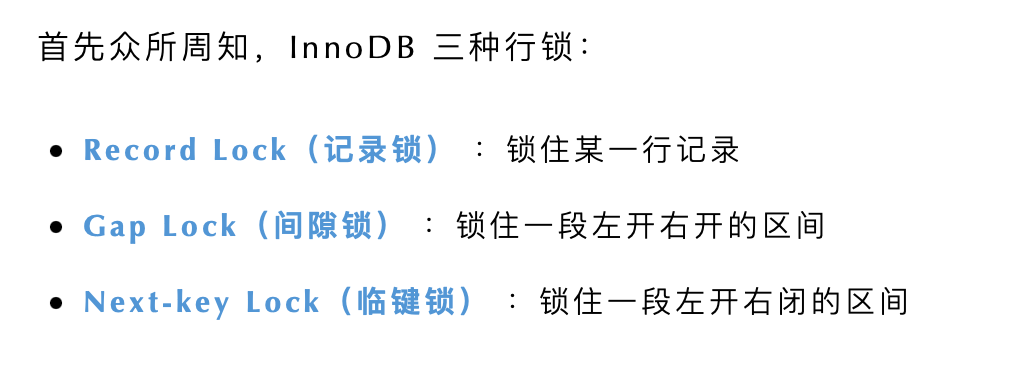 首先众所周知，InnoDB 三种行锁：
• Record Lock（记录锁）：锁住某一行记录
• Gap Lock（间隙锁）：锁住一段左开右开的区间
• Next-key Lock（临键锁）：锁住一段左开右闭的区间